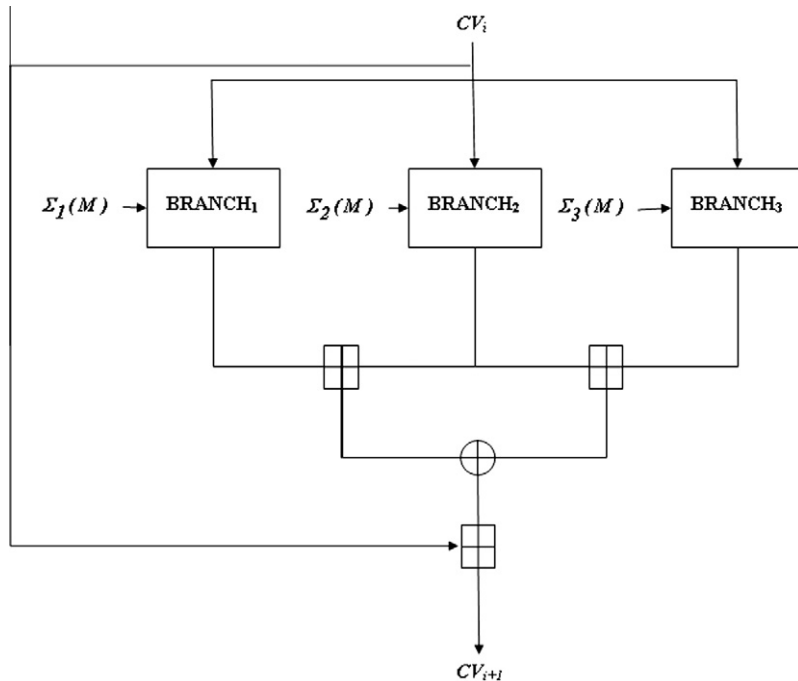 CVᵢ
Σ₁(M)
BRANCH₁
Σ₂(M)
BRANCH₂
Σ₃(M)
BRANCH₃
CVᵢ₊₁